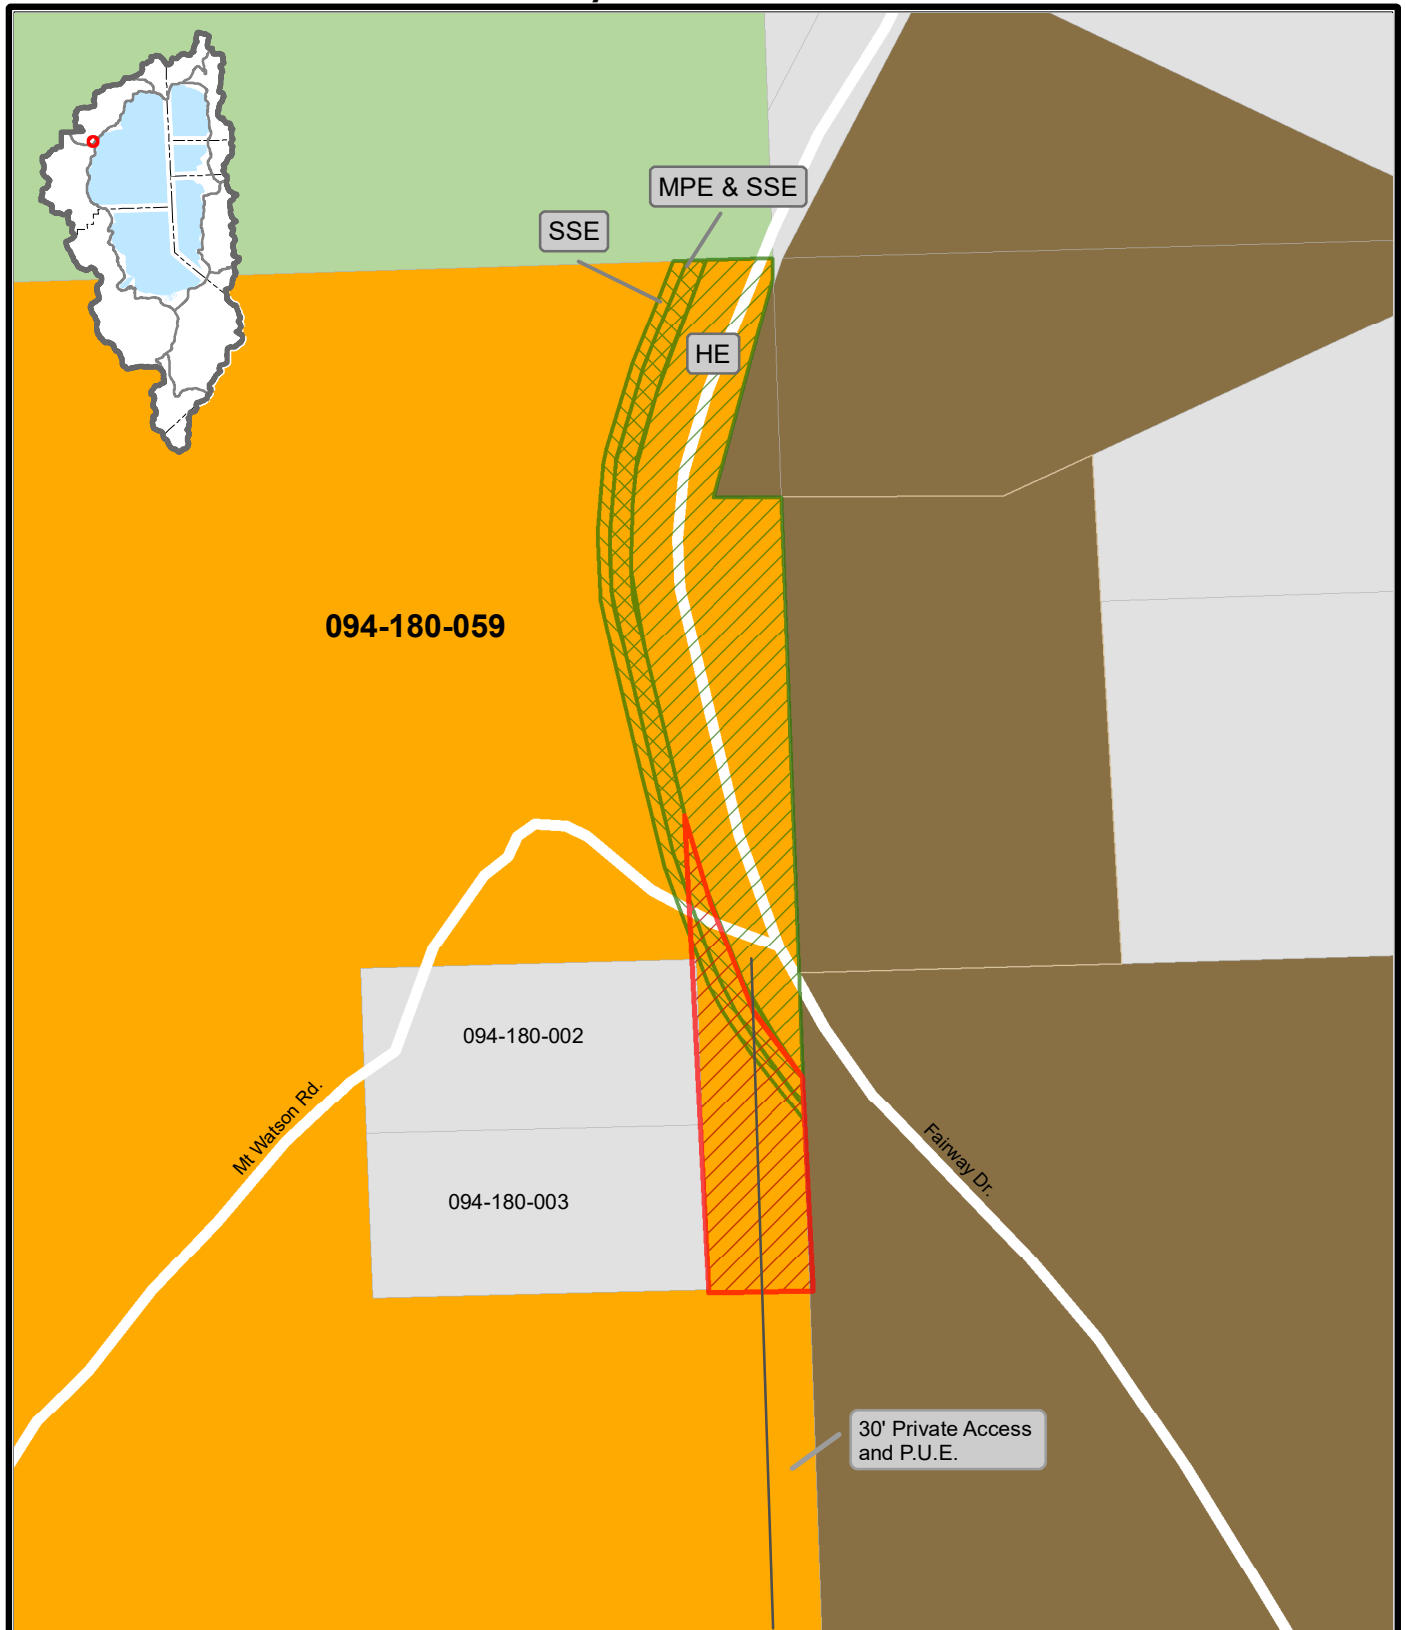 MPE & SSE
SSE
HE
094-180-059
094-180-002
Mt Watson Rd.
Fairway Dr.
094-180-003
30' Private Access
and P.U.E.